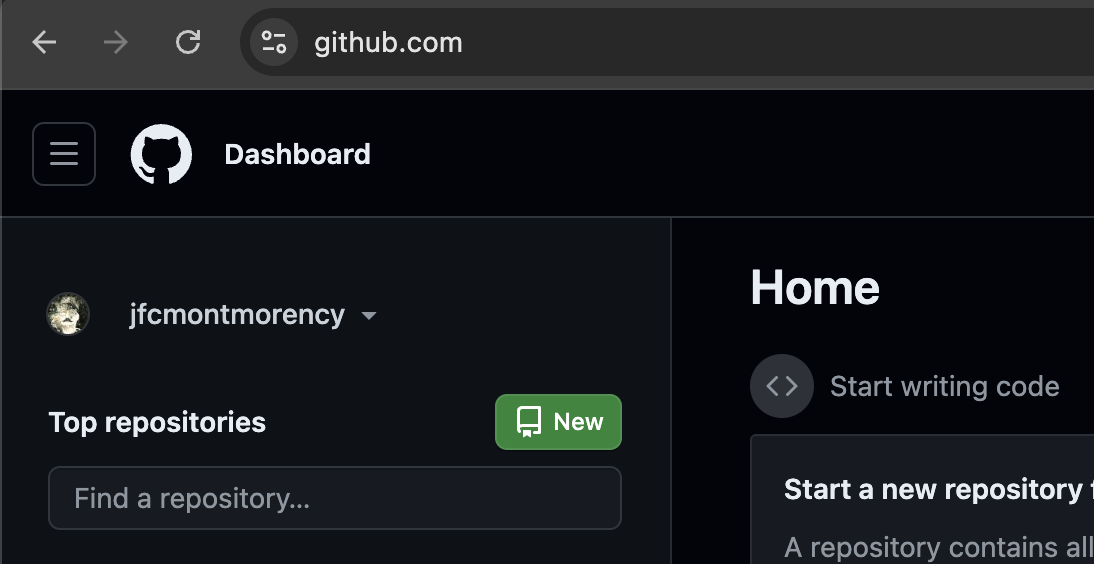 github.com
Dashboard
jfcmontmorency
Top repositories
New
Find a repository...
Home
Start writing code
Start a new repository
A repository contains all